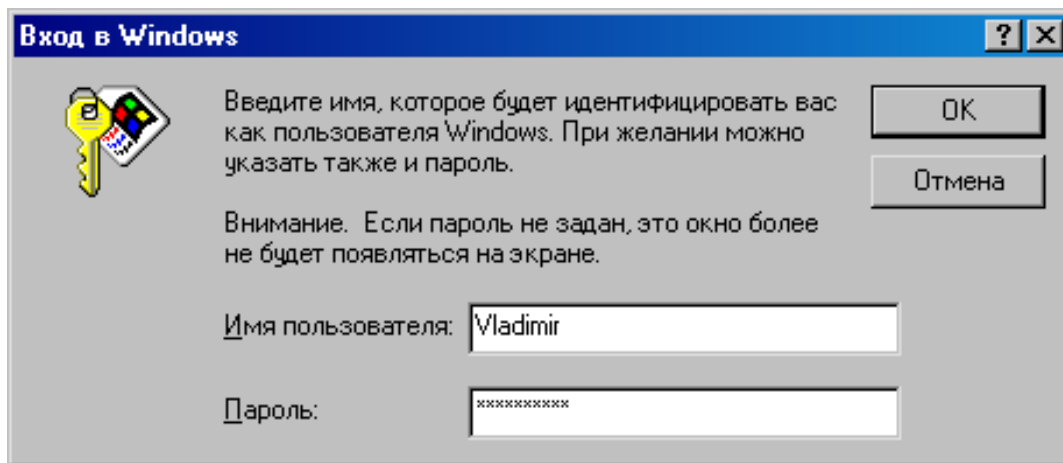 Вход в Windows
Введите имя, которое будет идентифицировать вас
как пользователя Windows. При желании можно
указать также и пароль.
Внимание. Если пароль не задан, это окно более
не будет появляться на экране.
OK
Отмена
Имя пользователя: Vladimir
Пароль: **********